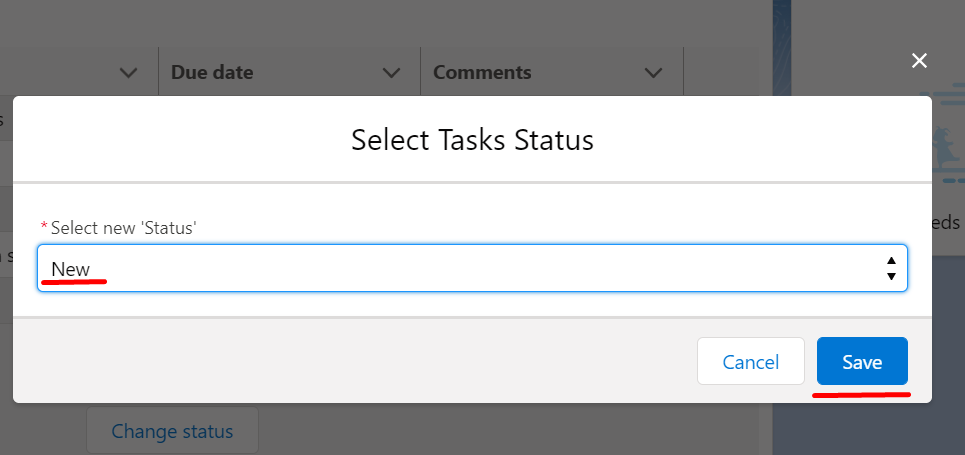 Due date
Comments
Select Tasks Status
* Select new 'Status'
New
eds
Cancel
Save
Change status